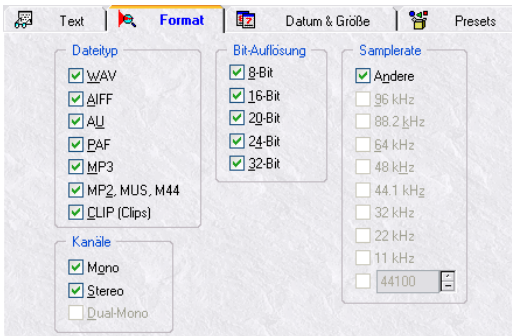 Text Format Datum & Größe Presets
Dateityp
WAV
AIFF
AU
PAF
MP3
MP2, MUS, M44
CLIP (Clips)
Kanäle
Mono
Stereo
Dual-Mono
Bit-Auflösung
8-Bit
16-Bit
20-Bit
24-Bit
32-Bit
Samplerate
Andere
96 kHz
88.2 kHz
64 kHz
48 kHz
44.1 kHz
32 kHz
22 kHz
11 kHz
44100